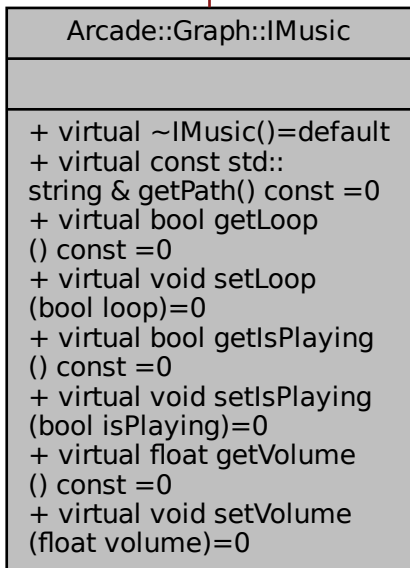 Arcade::Graph::IMusic
+ virtual ~IMusic()=default
+ virtual const std::
string & getPath() const =0
+ virtual bool getLoop
() const =0
+ virtual void setLoop
(bool loop)=0
+ virtual bool getIsPlaying
() const =0
+ virtual void setIsPlaying
(bool isPlaying)=0
+ virtual float getVolume
() const =0
+ virtual void setVolume
(float volume)=0